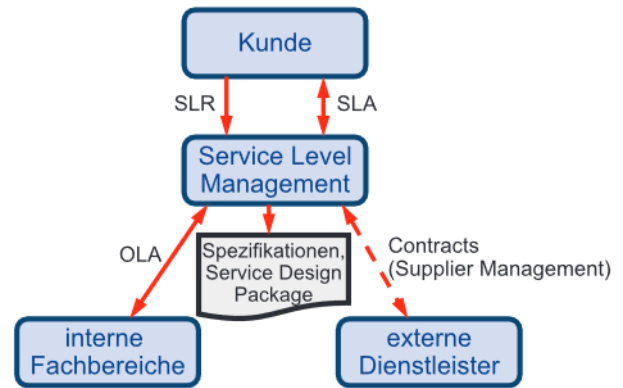 Kunde
SLR
SLA
Service Level
Management
OLA
Spezifikationen,
Service Design
Package
Contracts
(Supplier Management)
interne
Fachbereiche
externe
Dienstleister